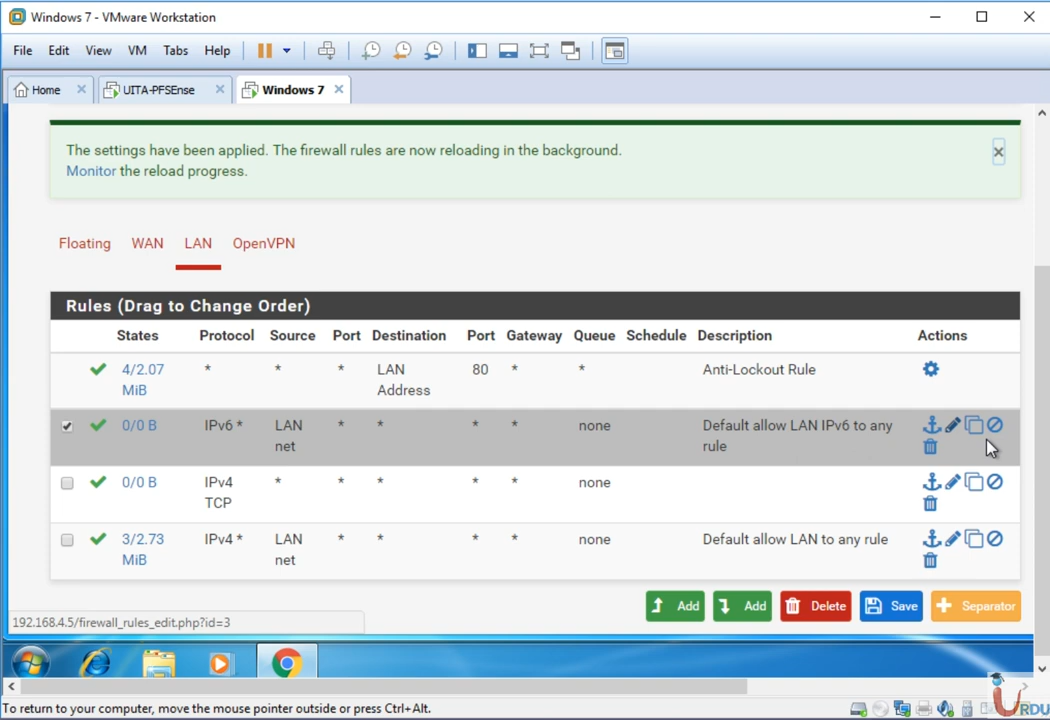 Windows 7 - VMware Workstation
File Edit View VM Tabs Help
Home UITA-PFSEnse Windows 7
The settings have been applied. The firewall rules are now reloading in the background.
Monitor the reload progress.
Floating WAN LAN OpenVPN
Rules (Drag to Change Order)
States Protocol Source Port Destination Port Gateway Queue Schedule Description Actions
4/2.07 MiB * * * LAN Address 80 * * Anti-Lockout Rule
0/0 B IPv6 * LAN net * * * * none Default allow LAN IPv6 to any rule
0/0 B IPv4 TCP * * * * * none
3/2.73 MiB IPv4 * LAN net * * * * none Default allow LAN to any rule
Add Add Delete Save Separator
192.168.4.5/firewall_rules_edit.php?id=3
To return to your computer, move the mouse pointer outside or press Ctrl+Alt.
URDU